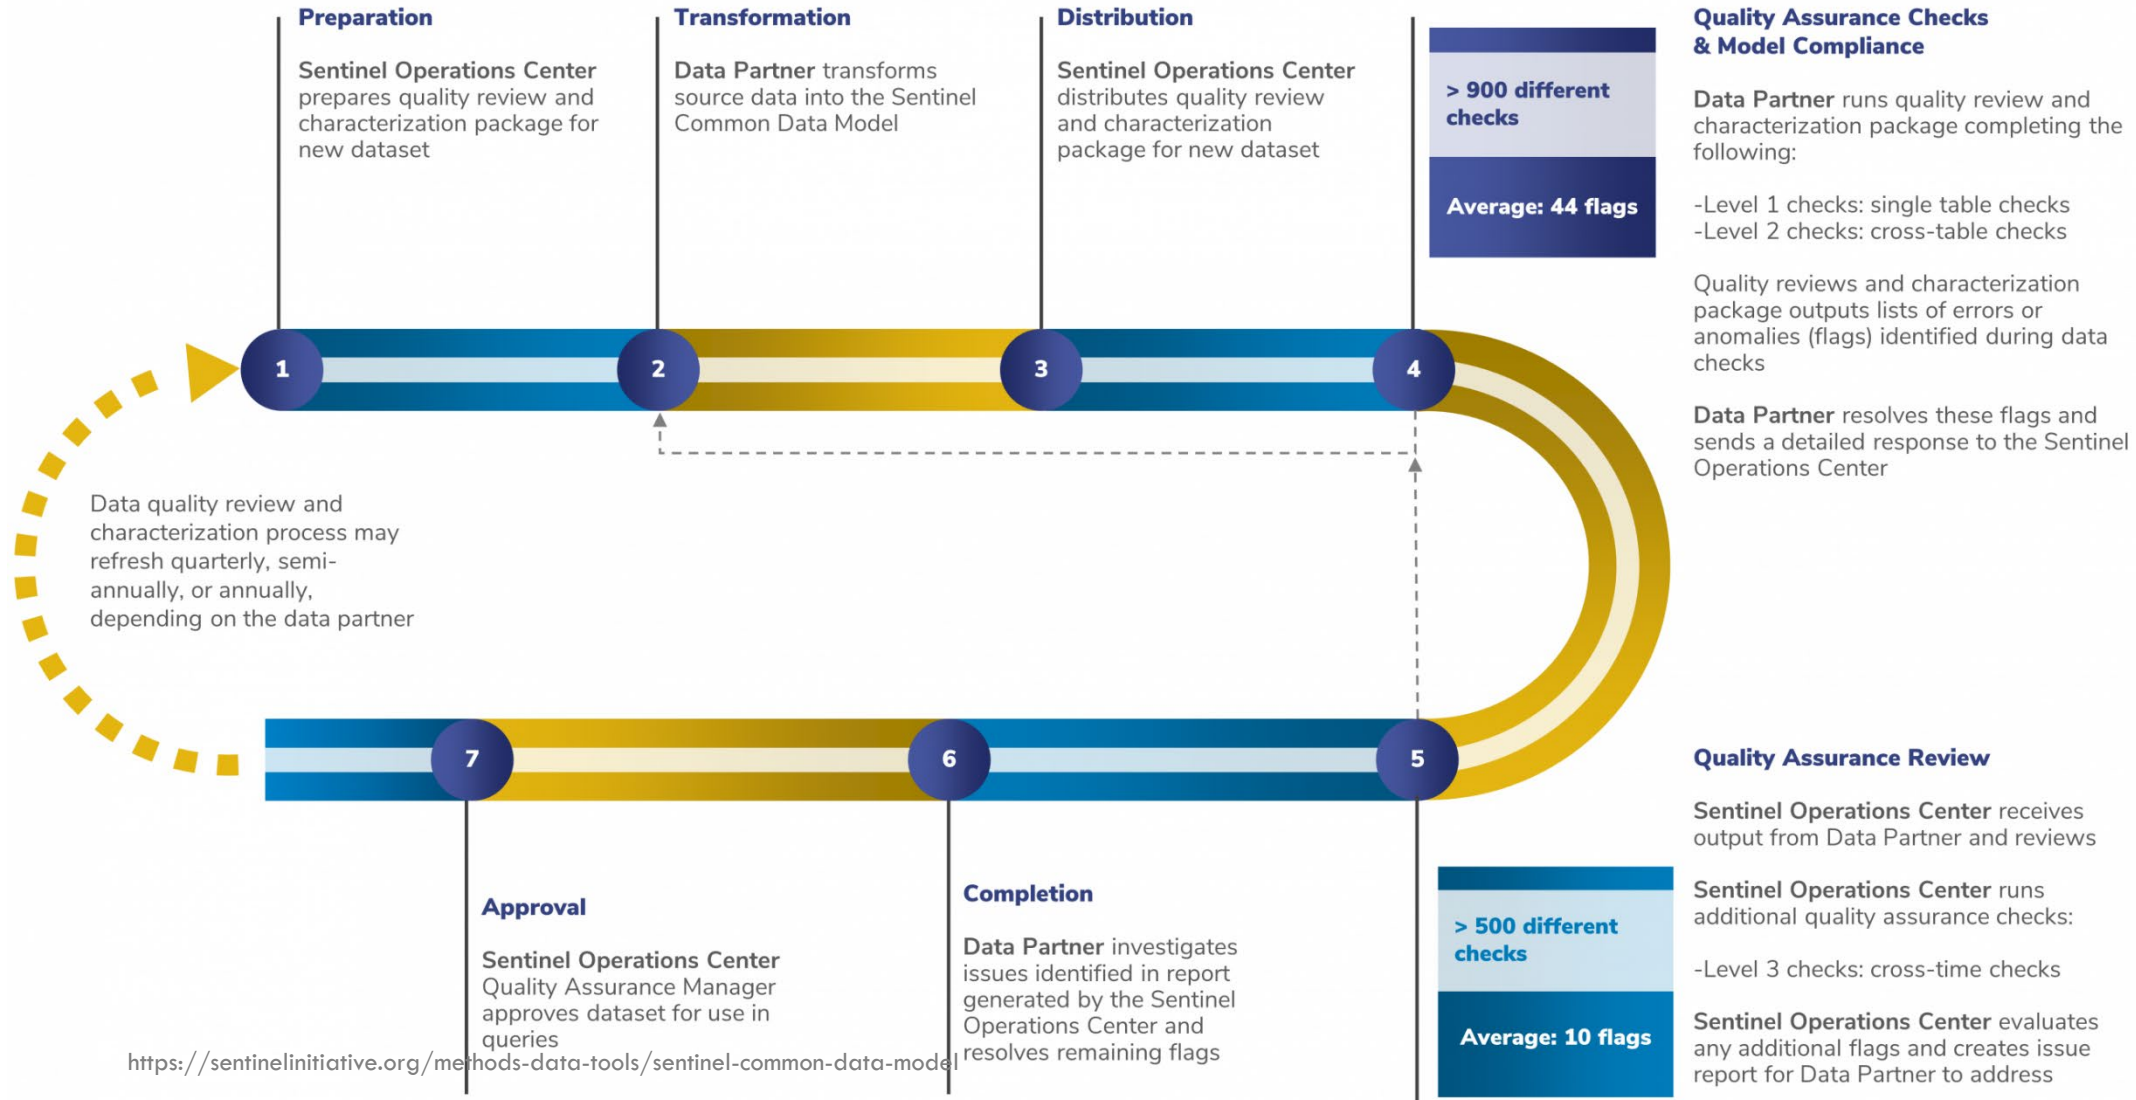 Preparation
Sentinel Operations Center
prepares quality review and
characterization package for
new dataset
Transformation
Data Partner transforms
source data into the Sentinel
Common Data Model
Distribution
Sentinel Operations Center
distributes quality review
and characterization
package for new dataset
> 900 different
checks
Average: 44 flags
Quality Assurance Checks
& Model Compliance
Data Partner runs quality review and
characterization package completing the
following:
-Level 1 checks: single table checks
-Level 2 checks: cross-table checks
Quality reviews and characterization
package outputs lists of errors or
anomalies (flags) identified during data
checks
Data Partner resolves these flags and
sends a detailed response to the Sentinel
Operations Center
1
2
3
4
Data quality review and
characterization process may
refresh quarterly, semi-
annually, or annually,
depending on the data partner
7
6
5
Approval
Sentinel Operations Center
Quality Assurance Manager
approves dataset for use in
queries
Completion
Data Partner investigates
issues identified in report
generated by the Sentinel
Operations Center and
resolves remaining flags
> 500 different
checks
Average: 10 flags
Quality Assurance Review
Sentinel Operations Center receives
output from Data Partner and reviews
Sentinel Operations Center runs
additional quality assurance checks:
-Level 3 checks: cross-time checks
Sentinel Operations Center evaluates
any additional flags and creates issue
report for Data Partner to address
https://sentinelinitiative.org/methods-data-tools/sentinel-common-data-model